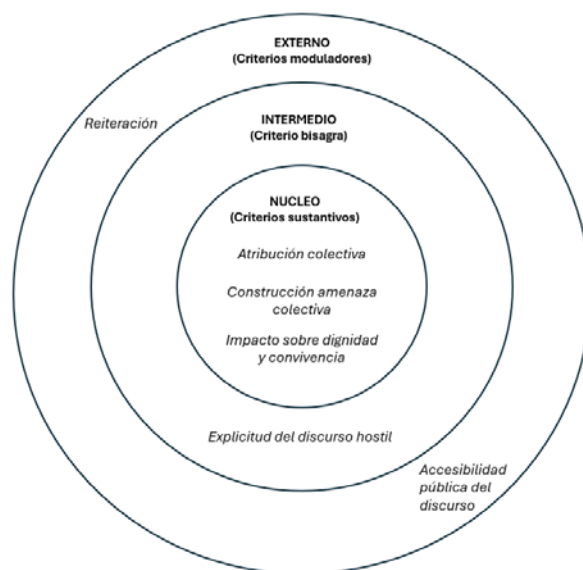 EXTERNO
(Criterios moduladores)
Reiteración
INTERMEDIO
(Criterio bisagra)
NUCLEO
(Criterios sustantivos)
Atribución colectiva
Construcción amenaza
colectiva
Impacto sobre dignidad
y convivencia
Explicitud del discurso hostil
Accesibilidad
pública del
discurso